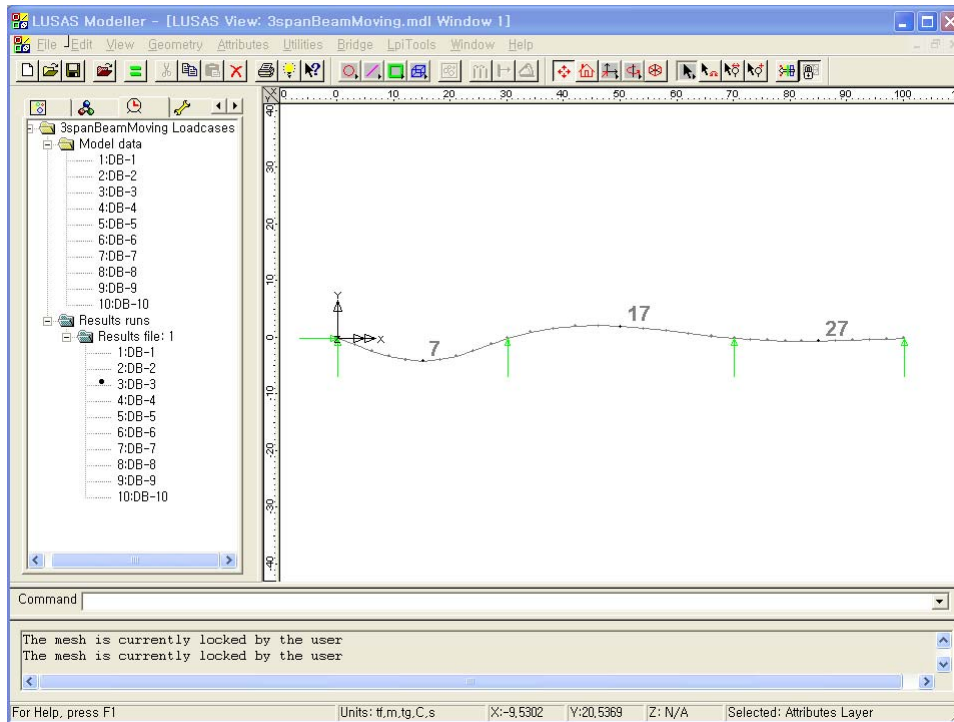 LUSAS Modeller - [LUSAS View: 3spanBeamMoving.mdl Window 1]
File Edit View Geometry Attributes Utilities Bridge LpiTools Window Help
3spanBeamMoving Loadcases
Model data
1:DB-1
2:DB-2
3:DB-3
4:DB-4
5:DB-5
6:DB-6
7:DB-7
8:DB-8
9:DB-9
10:DB-10
Results runs
Results file: 1
1:DB-1
2:DB-2
3:DB-3
4:DB-4
5:DB-5
6:DB-6
7:DB-7
8:DB-8
9:DB-9
10:DB-10
X
Y
0 0 10 20 30 40 50 60 70 80 90 100
40
30
20
10
0
-10
-20
-30
-40
Y
Z
X
7
17
27
Command
The mesh is currently locked by the user
The mesh is currently locked by the user
For Help, press F1
Units: tf,m,tg,C,s
X:-9,5302
Y:20,5369
Z: N/A
Selected: Attributes Layer